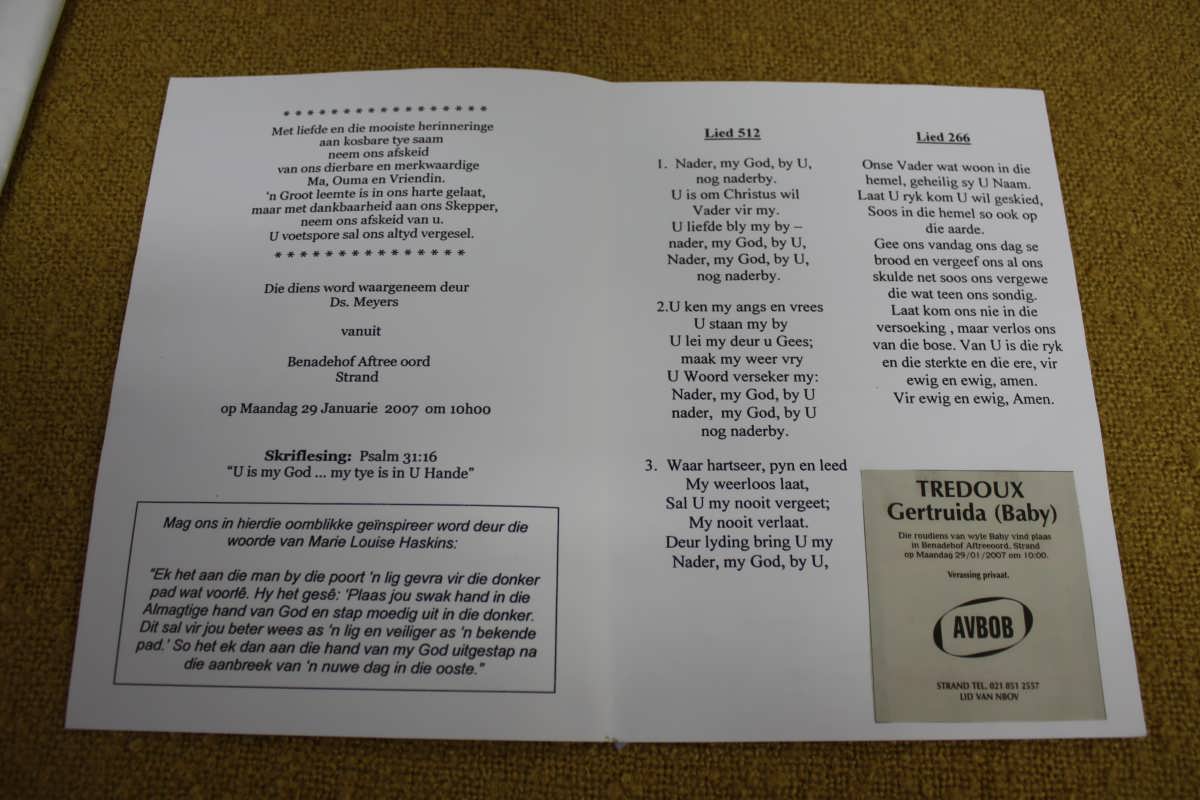 * * * * * * * * * * * * * * * * *
Met liefde en die mooiste herinneringe
aan kosbare tye saam
neem ons afskeid
van ons dierbare en merkwaardige
Ma, Ouma en Vriendin.
'n Groot leemte is in ons harte gelaat,
maar met dankbaarheid aan ons Skepper,
neem ons afskeid van u.
U voetspore sal ons altyd vergesel.
* * * * * * * * * * * * * *
Die diens word waargeneem deur
Ds. Meyers
vanuit
Benadehof Aftree oord
Strand
op Maandag 29 Januarie 2007 om 10h00
Skriflesing: Psalm 31:16
“U is my God ... my tye is in U Hande”
Mag ons in hierdie oomblikke geïnspireer word deur die
woorde van Marie Louise Haskins:
"Ek het aan die man by die poort 'n lig gevra vir die donker
pad wat voorlê. Hy het gesê: 'Plaas jou swak hand in die
Almagtige hand van God en stap moedig uit in die donker.
Dit sal vir jou beter wees as 'n lig en veiliger as 'n bekende
pad.' So het ek dan aan die hand van my God uitgestap na
die aanbreek van 'n nuwe dag in die ooste."
Lied 512
1. Nader, my God, by U,
nog naderby.
U is om Christus wil
Vader vir my.
U liefde bly my by –
nader, my God, by U,
Nader, my God, by U,
nog naderby.
2.U ken my angs en vrees
U staan my by
U lei my deur u Gees;
maak my weer vry
U Woord verseker my:
Nader, my God, by U
nader, my God, by U
nog naderby.
3. Waar hartseer, pyn en leed
My weerloos laat,
Sal U my nooit vergeet;
My nooit verlaat.
Deur lyding bring U my
Nader, my God, by U,
Lied 266
Onse Vader wat woon in die
hemel, geheilig sy U Naam.
Laat U ryk kom U wil geskied,
Soos in die hemel so ook op
die aarde.
Gee ons vandag ons dag se
brood en vergeef ons al ons
skulde net soos ons vergewe
die wat teen ons sondig.
Laat kom ons nie in die
versoeking , maar verlos ons
van die bose. Van U is die ryk
en die sterkte en die ere, vir
ewig en ewig, amen.
Vir ewig en ewig, Amen.
TREDOUX
Gertruida (Baby)
Die roudiens van wyle Baby vind plaas
in Benadehof Aftreeoord, Strand
op Maandag 29/01/2007 om 10:00.
Verassing privaat.
AVBOB
STRAND TEL. 021 851 2557
LID VAN NBOV